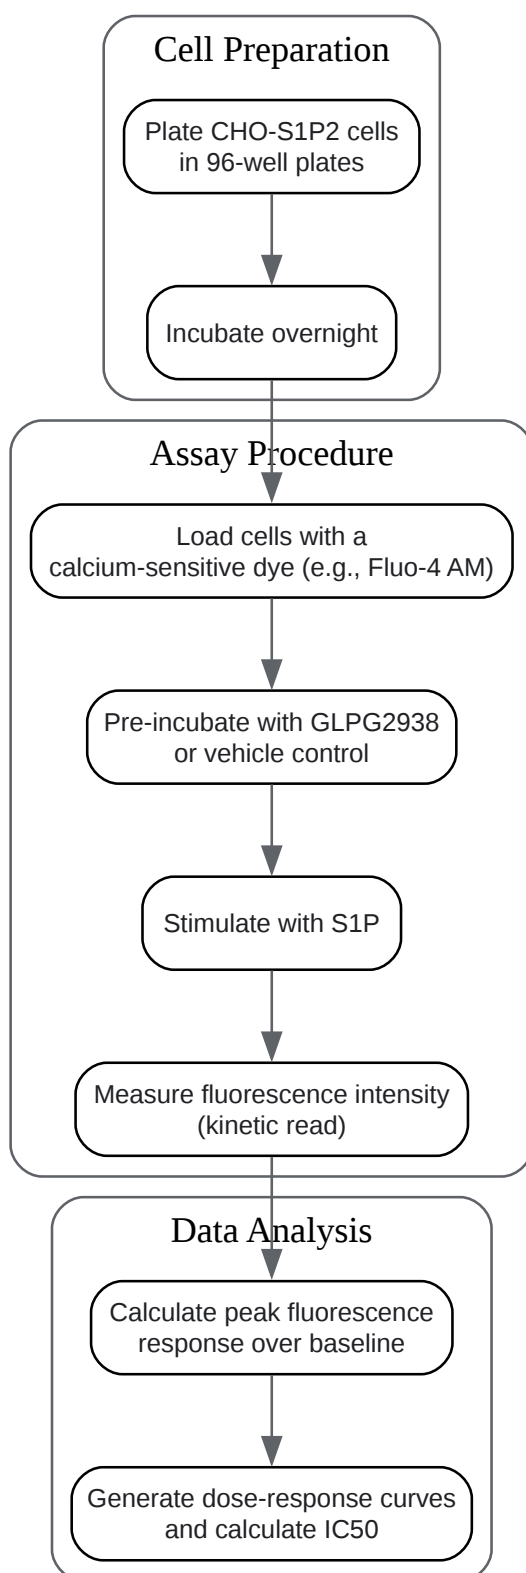 Cell Preparation
Plate CHO-S1P2 cells
in 96-well plates
Incubate overnight
Assay Procedure
Load cells with a
calcium-sensitive dye (e.g., Fluo-4 AM)
Pre-incubate with GLPG2938
or vehicle control
Stimulate with S1P
Measure fluorescence intensity
(kinetic read)
Data Analysis
Calculate peak fluorescence
response over baseline
Generate dose-response curves
and calculate IC50